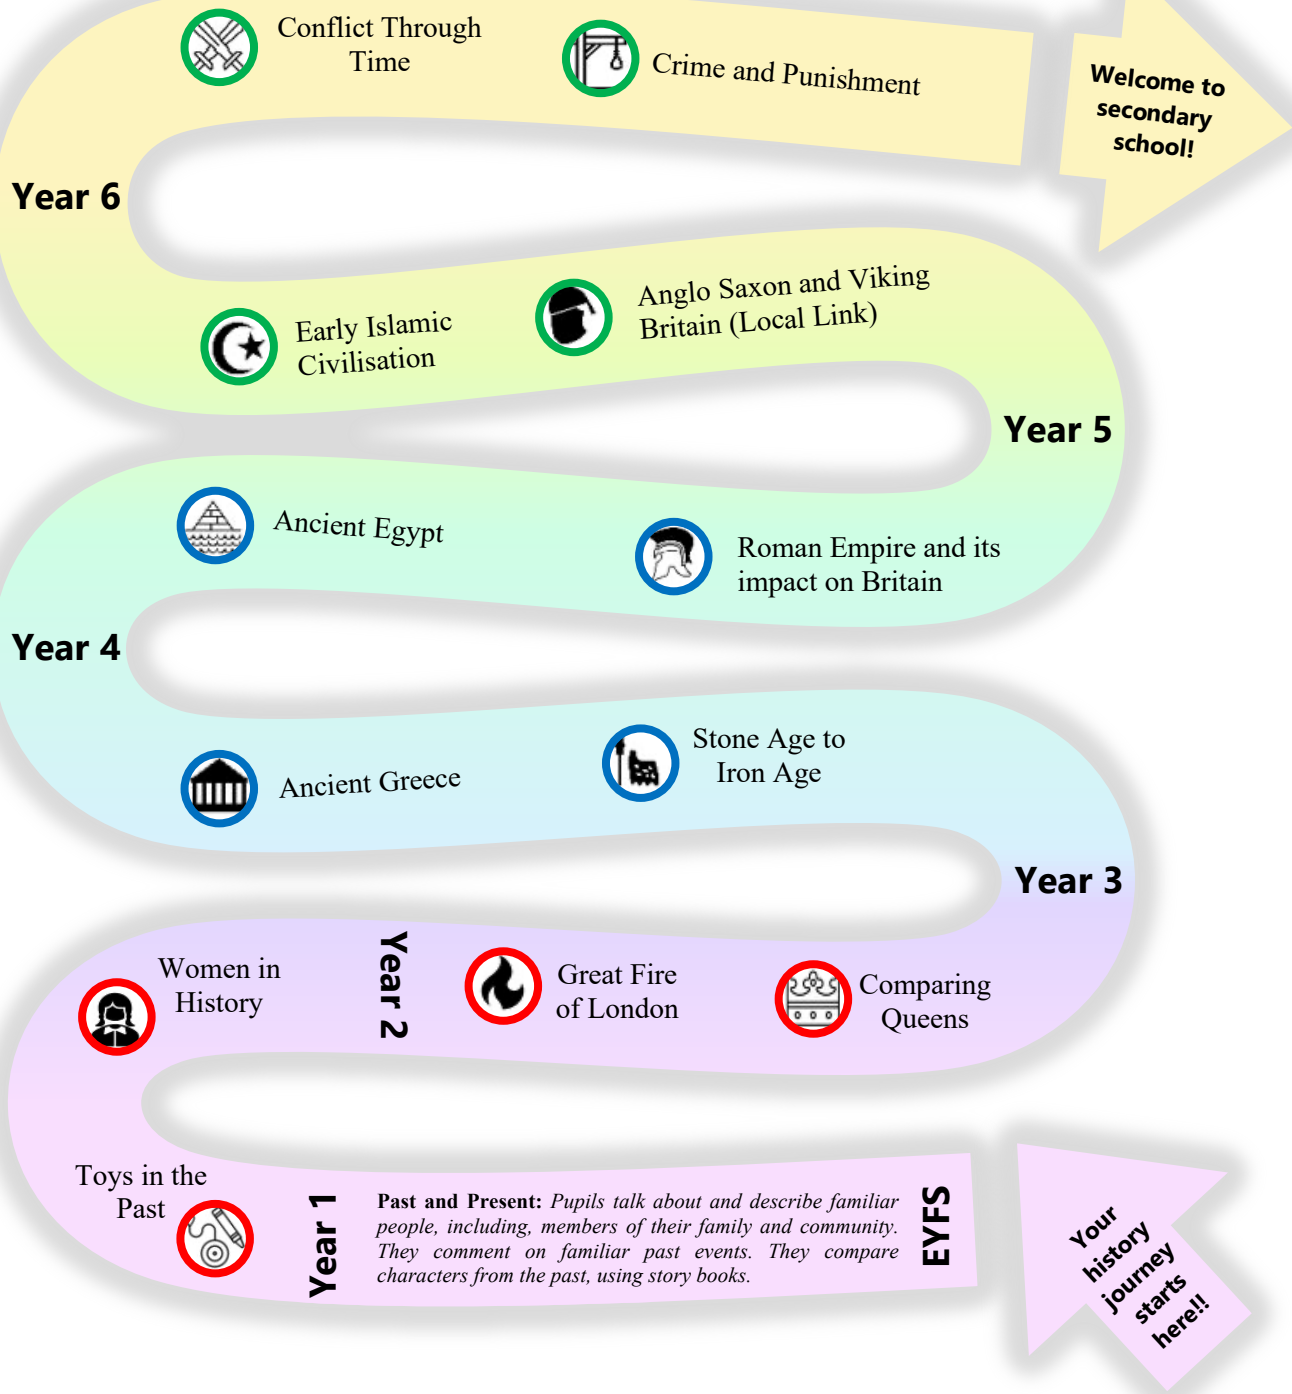 Conflict Through
Time
Crime and Punishment
Welcome to
secondary
school!
Year 6
Early Islamic
Civilisation
Anglo Saxon and Viking
Britain (Local Link)
Year 5
Ancient Egypt
Roman Empire and its
impact on Britain
Year 4
Ancient Greece
Stone Age to
Iron Age
Year 3
Women in
History
Year 2
Great Fire
of London
Comparing
Queens
Toys in the
Past
Year 1
Past and Present: Pupils talk about and describe familiar
people, including, members of their family and community.
They comment on familiar past events. They compare
characters from the past, using story books.
EYFS
Your
history
journey
starts
here!!